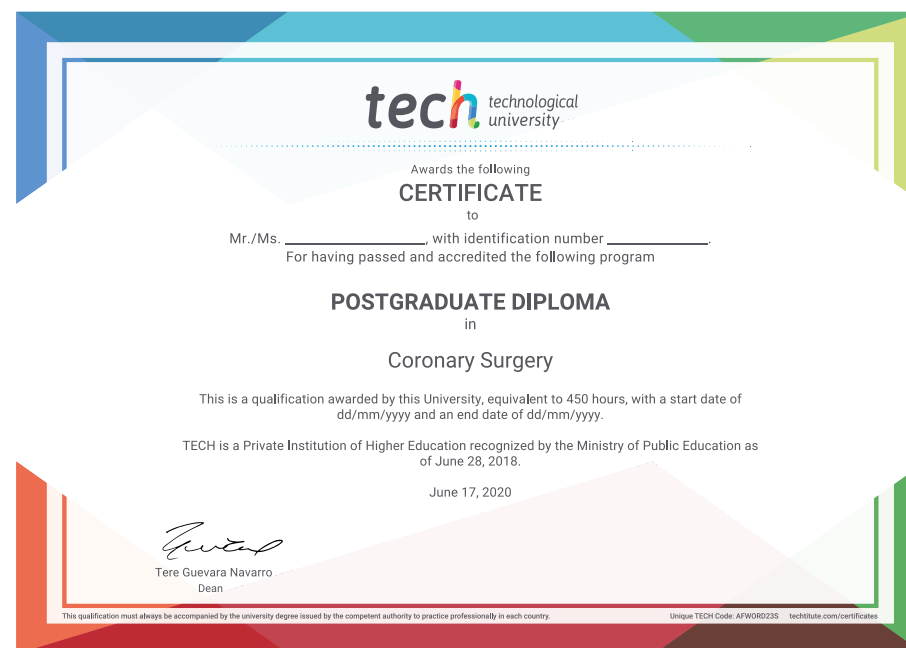 tech technological
university
Awards the following
CERTIFICATE
to
Mr./Ms. ____________________, with identification number ______________.
For having passed and accredited the following program
POSTGRADUATE DIPLOMA
in
Coronary Surgery
This is a qualification awarded by this University, equivalent to 450 hours, with a start date of
dd/mm/yyyy and an end date of dd/mm/yyyy.
TECH is a Private Institution of Higher Education recognized by the Ministry of Public Education as
of June 28, 2018.
June 17, 2020
Tere Guevara Navarro
Dean
This qualification must always be accompanied by the university degree issued by the competent authority to practice professionally in each country. Unique TECH Code: AFWORD23S techtitute.com/certificates